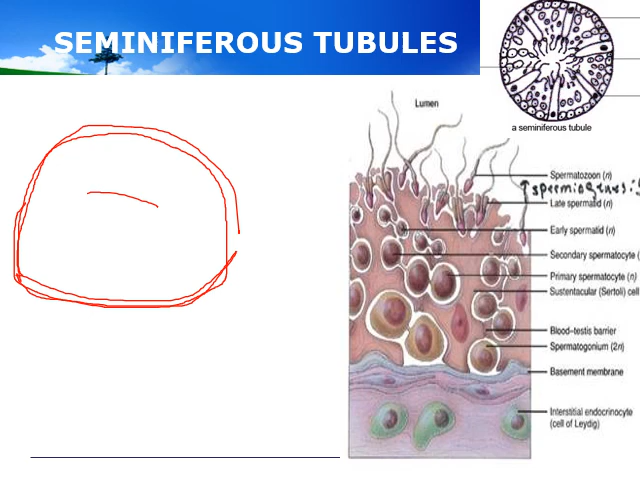 SEMINIFEROUS TUBULES
a seminiferous tubule
Lumen
Spermatozoon (n)
Late spermatid (n)
Early spermatid (n)
Secondary spermatocyte (
Primary spermatocyte (n)
Sustentacular (Sertoli) cell
Blood–testis barrier
Spermatogonium (2n)
Basement membrane
Interstitial endocrinocyte
(cell of Leydig)